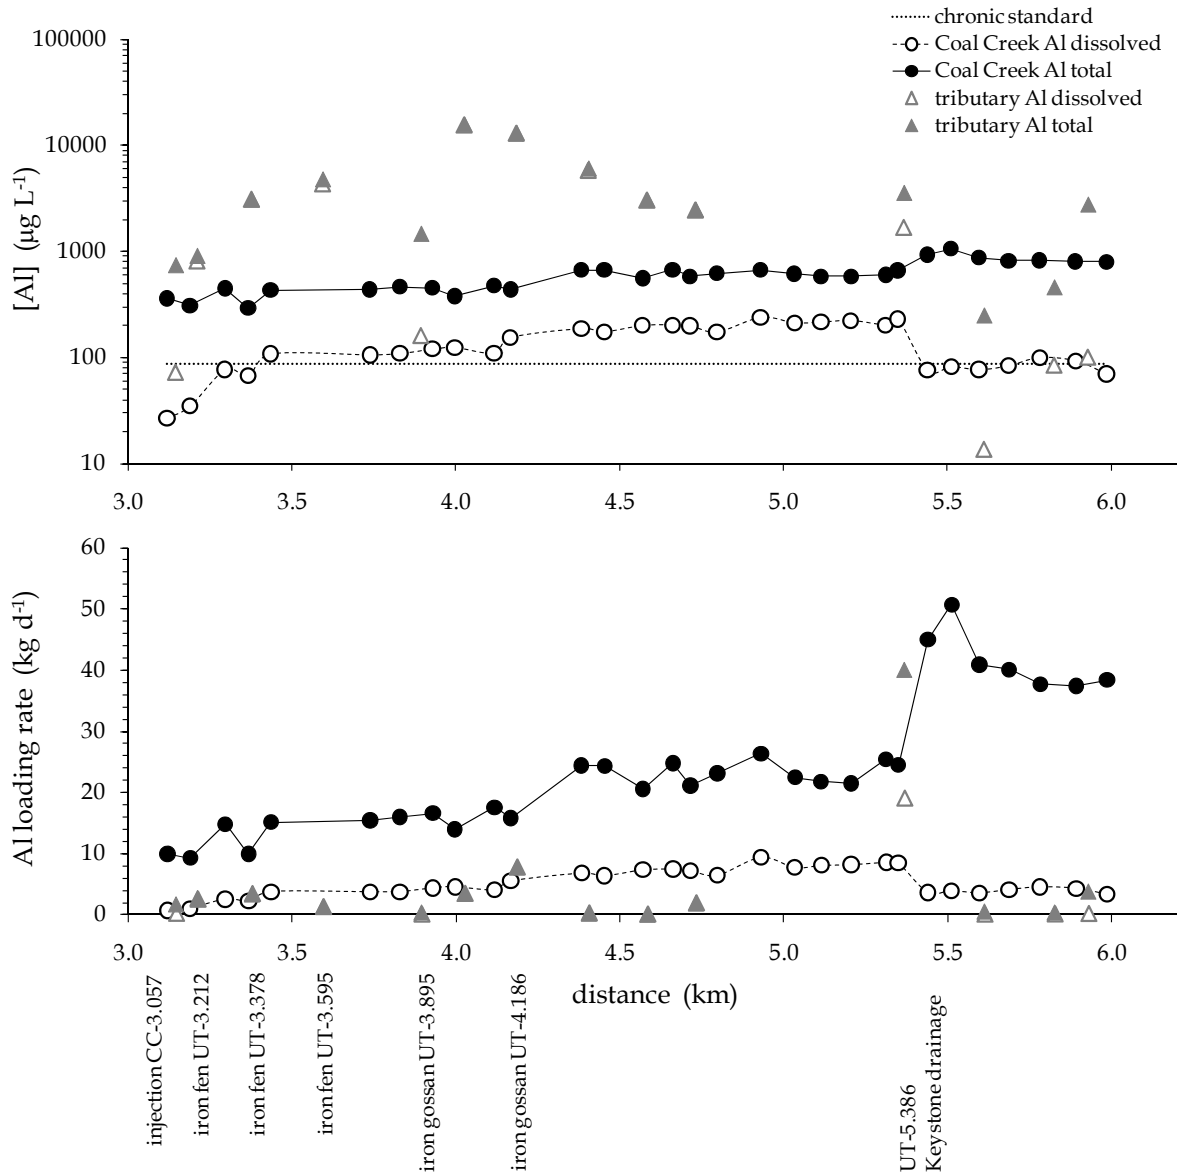 chronic standard
Coal Creek Al dissolved
Coal Creek Al total
tributary Al dissolved
tributary Al total
[Al] (µg L-1)
100000
10000
1000
100
10
3.0 3.5 4.0 4.5 5.0 5.5 6.0
Al loading rate (kg d-1)
60
50
40
30
20
10
0
3.0 3.5 4.0 4.5 5.0 5.5 6.0
distance (km)
injection CC-3.057
iron fen UT-3.212
iron fen UT-3.378
iron fen UT-3.595
iron gossan UT-3.895
iron gossan UT-4.186
UT-5.386
Keystone drainage